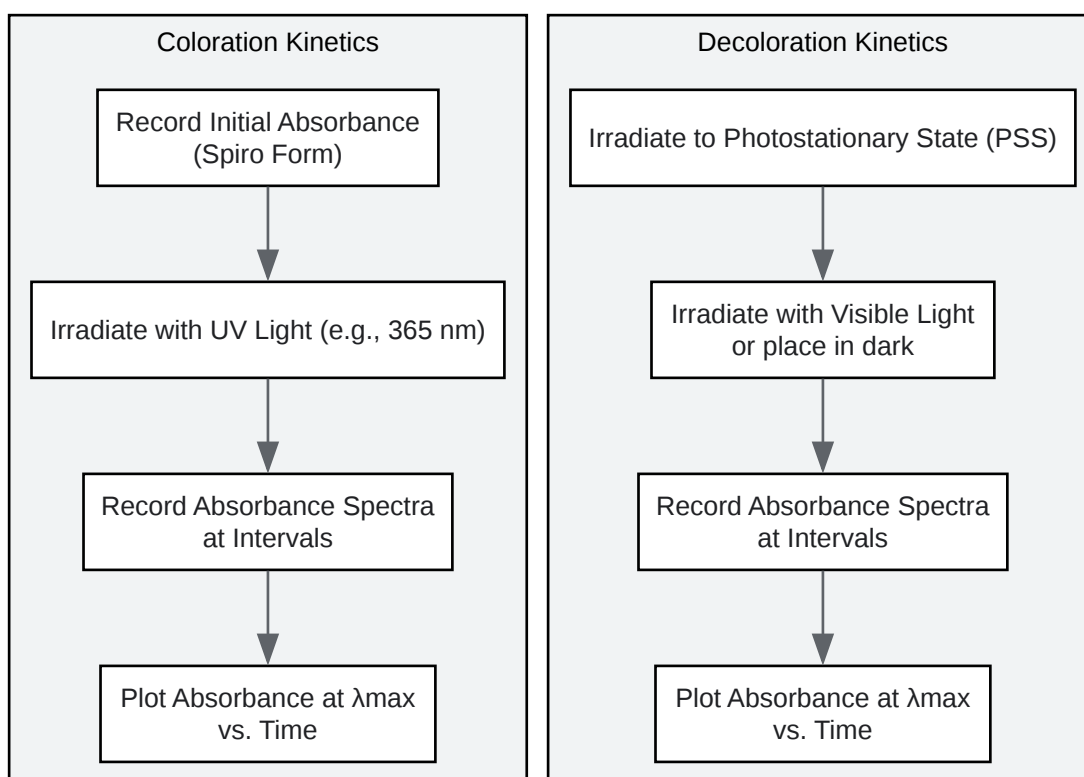 Coloration Kinetics
Record Initial Absorbance
(Spiro Form)
Irradiate with UV Light (e.g., 365 nm)
Record Absorbance Spectra
at Intervals
Plot Absorbance at λmax
vs. Time
Decoloration Kinetics
Irradiate to Photostationary State (PSS)
Irradiate with Visible Light
or place in dark
Record Absorbance Spectra
at Intervals
Plot Absorbance at λmax
vs. Time